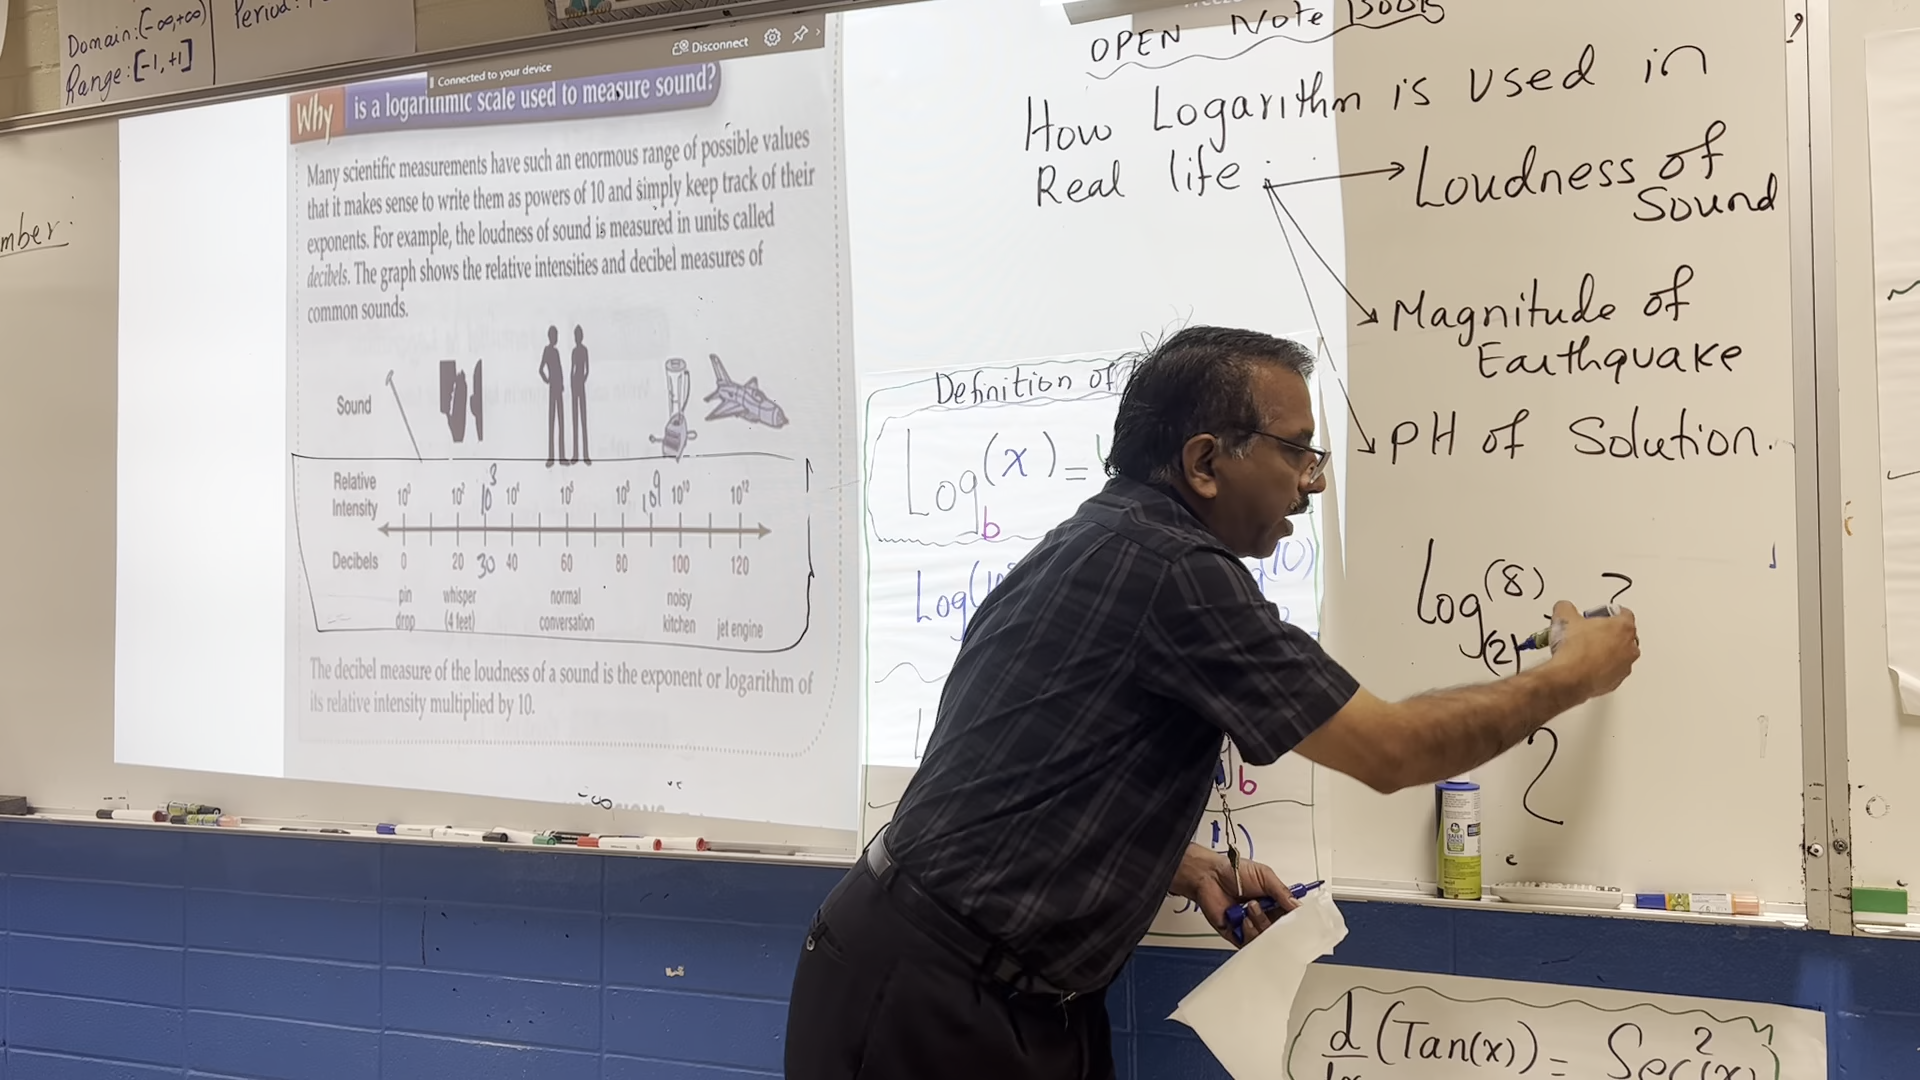 Domain: (-∞,+∞)
Range: [-1,+1]
Period:
mber:
Disconnect
Connected to your device
Why is a logarithmic scale used to measure sound?
Many scientific measurements have such an enormous range of possible values
that it makes sense to write them as powers of 10 and simply keep track of their
exponents. For example, the loudness of sound is measured in units called
decibels. The graph shows the relative intensities and decibel measures of
common sounds.
Sound
Relative
Intensity
10⁰ 10² 10³ 10⁴ 10⁶ 10⁸ 10⁹ 10¹⁰ 10¹²
Decibels 0 20 30 40 60 80 100 120
pin
drop
whisper
(4 feet)
normal
conversation
noisy
kitchen
jet engine
The decibel measure of the loudness of a sound is the exponent or logarithm of
its relative intensity multiplied by 10.
-∞
OPEN Note Book
How Logarithm is used in
Real life
Loudness of
Sound
Magnitude of
Earthquake
PH of Solution.
Definition of
Log_b(x) =
Log(
b
log_(2)(8) ?
2
d (Tan(x)) = Sec²(x)